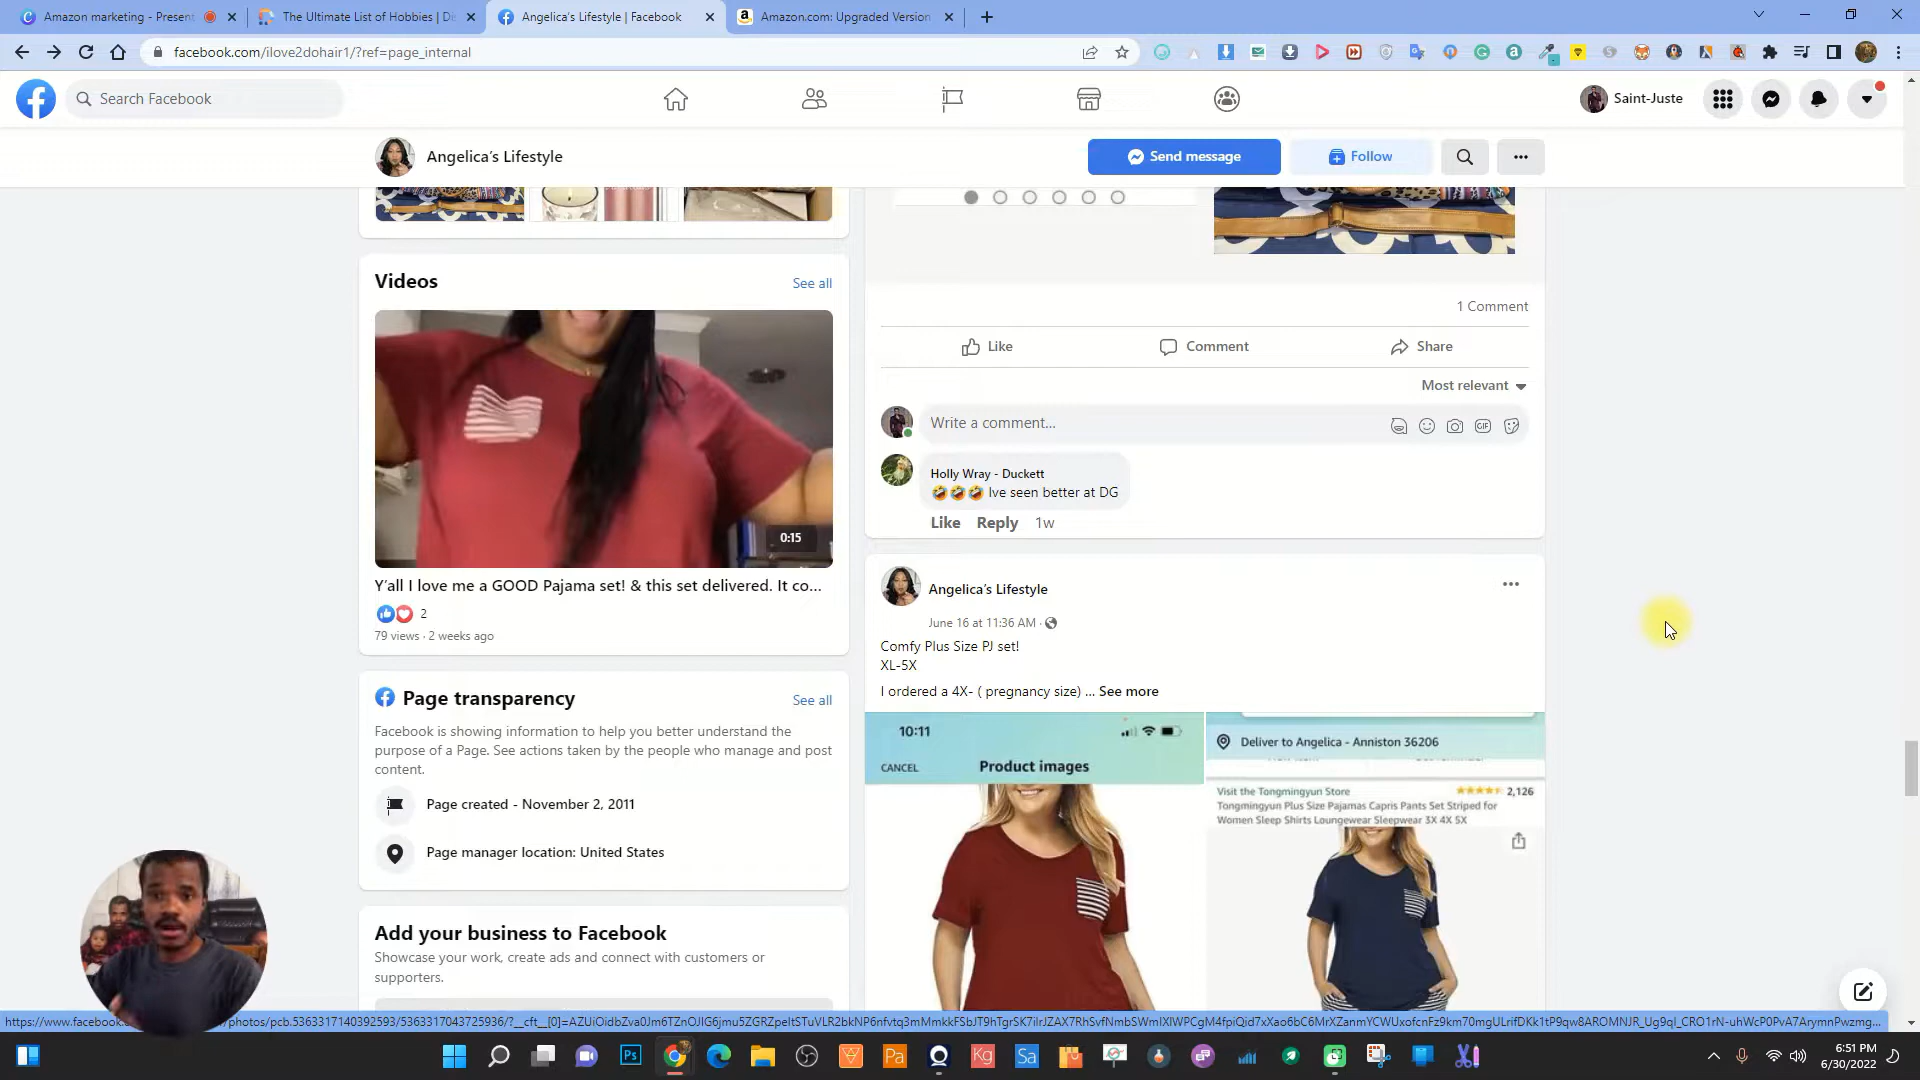 Amazon marketing - Present
The Ultimate List of Hobbies | D
Angelica's Lifestyle | Facebook
Amazon.com: Upgraded Version
facebook.com/ilove2dohair1/?ref=page_internal
Search Facebook
Saint-Juste
Angelica's Lifestyle
Send message
Follow
Videos
See all
0:15
Y'all I love me a GOOD Pajama set! & this set delivered. It co...
2
79 views · 2 weeks ago
Page transparency
See all
Facebook is showing information to help you better understand the
purpose of a Page. See actions taken by the people who manage and post
content.
Page created - November 2, 2011
Page manager location: United States
Add your business to Facebook
Showcase your work, create ads and connect with customers or
supporters.
1 Comment
Like
Comment
Share
Most relevant
Write a comment...
GIF
Holly Wray - Duckett
🤣🤣🤣 Ive seen better at DG
Like Reply 1w
Angelica's Lifestyle
June 16 at 11:36 AM ·
Comfy Plus Size PJ set!
XL-5X
I ordered a 4X- ( pregnancy size) ... See more
10:11
CANCEL
Product images
Deliver to Angelica - Anniston 36206
Visit the Tongmingyun Store
2,126
Tongmingyun Plus Size Pajamas Capris Pants Set Striped for
Women Sleep Shirts Loungewear Sleepwear 3X 4X 5X
Ps
Pa
Kg
Sa
6:51 PM
6/30/2022